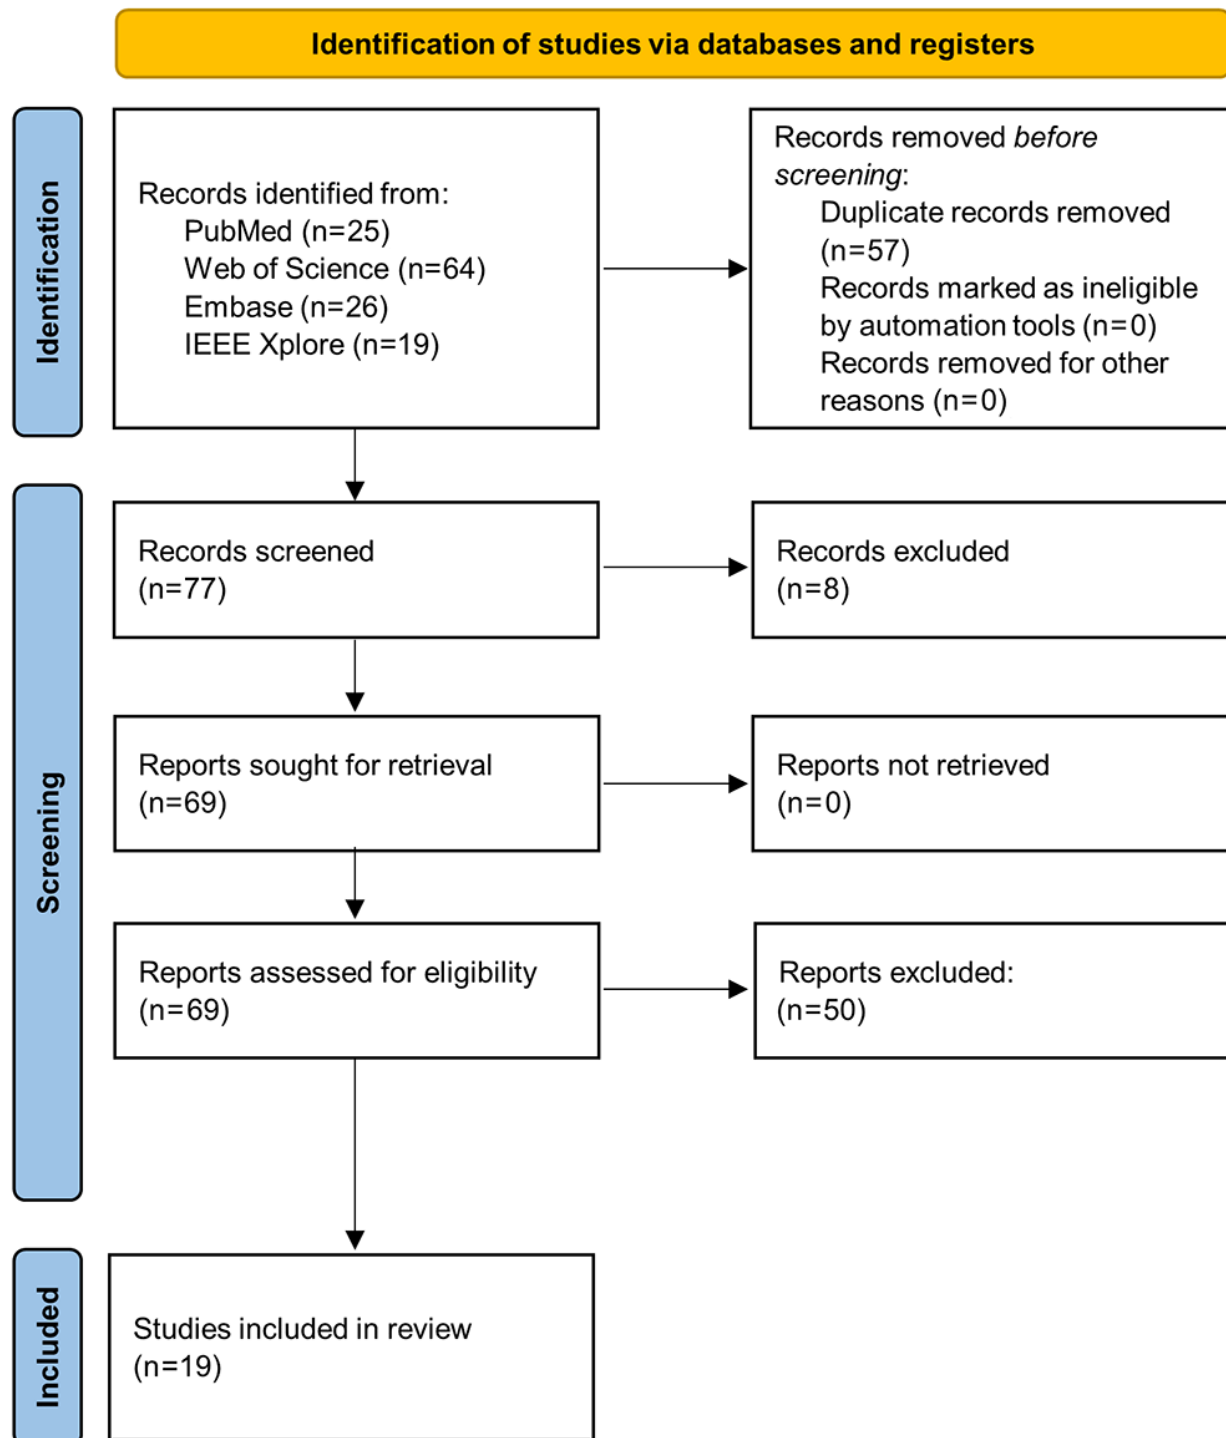 Identification of studies via databases and registers
Identification
Records identified from:
PubMed (n=25)
Web of Science (n=64)
Embase (n=26)
IEEE Xplore (n=19)
Records removed before
screening:
Duplicate records removed
(n=57)
Records marked as ineligible
by automation tools (n=0)
Records removed for other
reasons (n=0)
Screening
Records screened
(n=77)
Records excluded
(n=8)
Reports sought for retrieval
(n=69)
Reports not retrieved
(n=0)
Reports assessed for eligibility
(n=69)
Reports excluded:
(n=50)
Included
Studies included in review
(n=19)